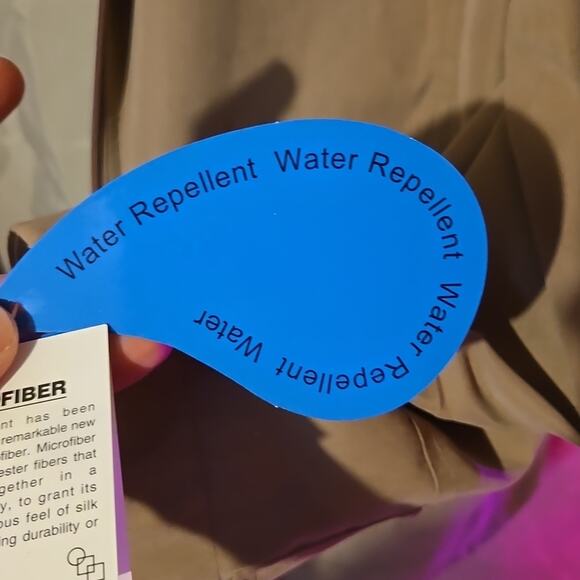 Water Repellent Water Repellent Water Repellent Water
FIBER
nt has been
remarkable new
fiber. Microfiber
ester fibers that
gether in a
y, to grant its
ous feel of silk
ing durability or